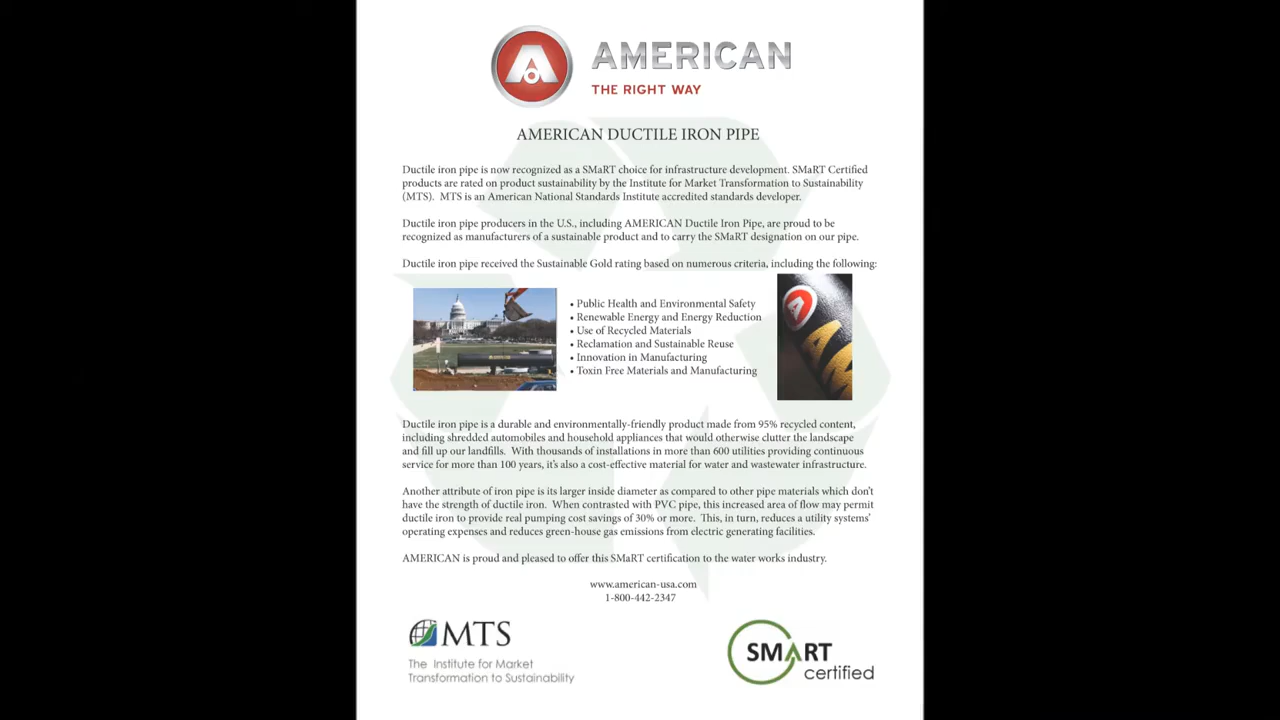 AMERICAN
THE RIGHT WAY
AMERICAN DUCTILE IRON PIPE
Ductile iron pipe is now recognized as a SMaRT choice for infrastructure development. SMaRT Certified
products are rated on product sustainability by the Institute for Market Transformation to Sustainability
(MTS). MTS is an American National Standards Institute accredited standards developer.
Ductile iron pipe producers in the U.S., including AMERICAN Ductile Iron Pipe, are proud to be
recognized as manufacturers of a sustainable product and to carry the SMaRT designation on our pipe.
Ductile iron pipe received the Sustainable Gold rating based on numerous criteria, including the following:
• Public Health and Environmental Safety
• Renewable Energy and Energy Reduction
• Use of Recycled Materials
• Reclamation and Sustainable Reuse
• Innovation in Manufacturing
• Toxin Free Materials and Manufacturing
Ductile iron pipe is a durable and environmentally-friendly product made from 95% recycled content,
including shredded automobiles and household appliances that would otherwise clutter the landscape
and fill up our landfills. With thousands of installations in more than 600 utilities providing continuous
service for more than 100 years, it's also a cost-effective material for water and wastewater infrastructure.
Another attribute of iron pipe is its larger inside diameter as compared to other pipe materials which don't
have the strength of ductile iron. When contrasted with PVC pipe, this increased area of flow may permit
ductile iron to provide real pumping cost savings of 30% or more. This, in turn, reduces a utility systems'
operating expenses and reduces green-house gas emissions from electric generating facilities.
AMERICAN is proud and pleased to offer this SMaRT certification to the water works industry.
www.american-usa.com
1-800-442-2347
MTS
The Institute for Market
Transformation to Sustainability
SMART
certified